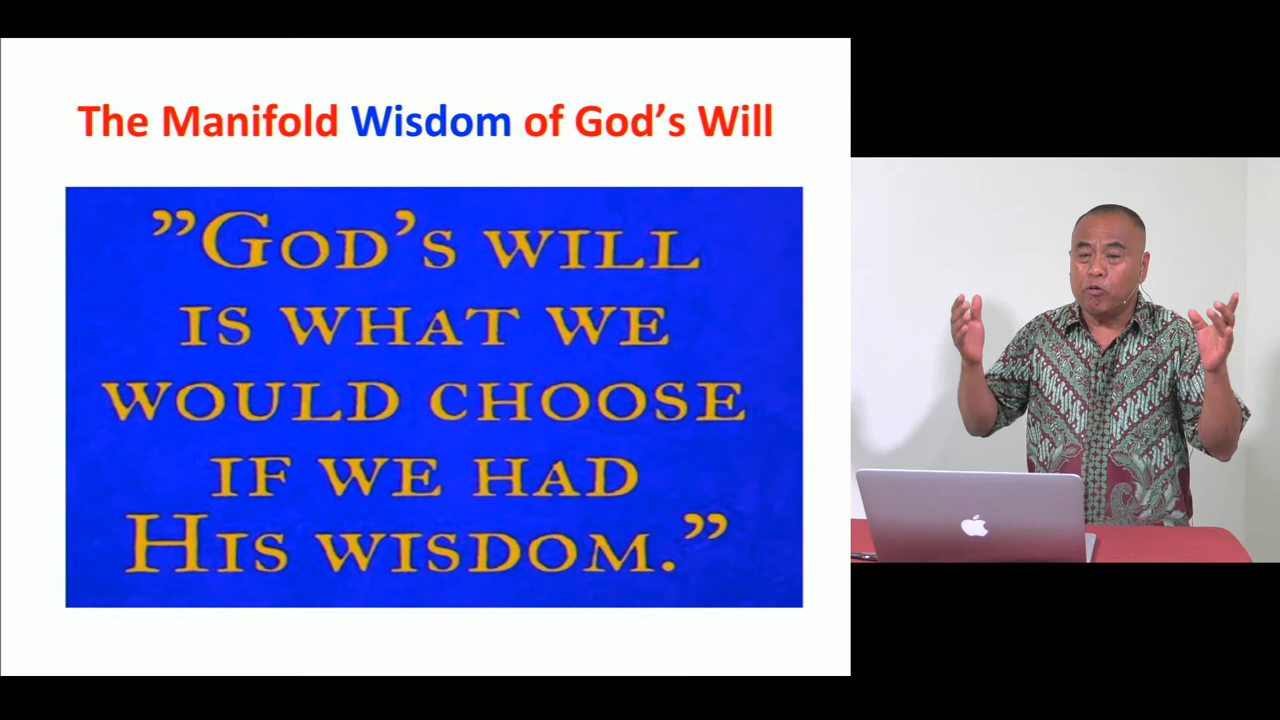 The Manifold Wisdom of God's Will
”God’s will
is what we
would choose
if we had
His wisdom.”